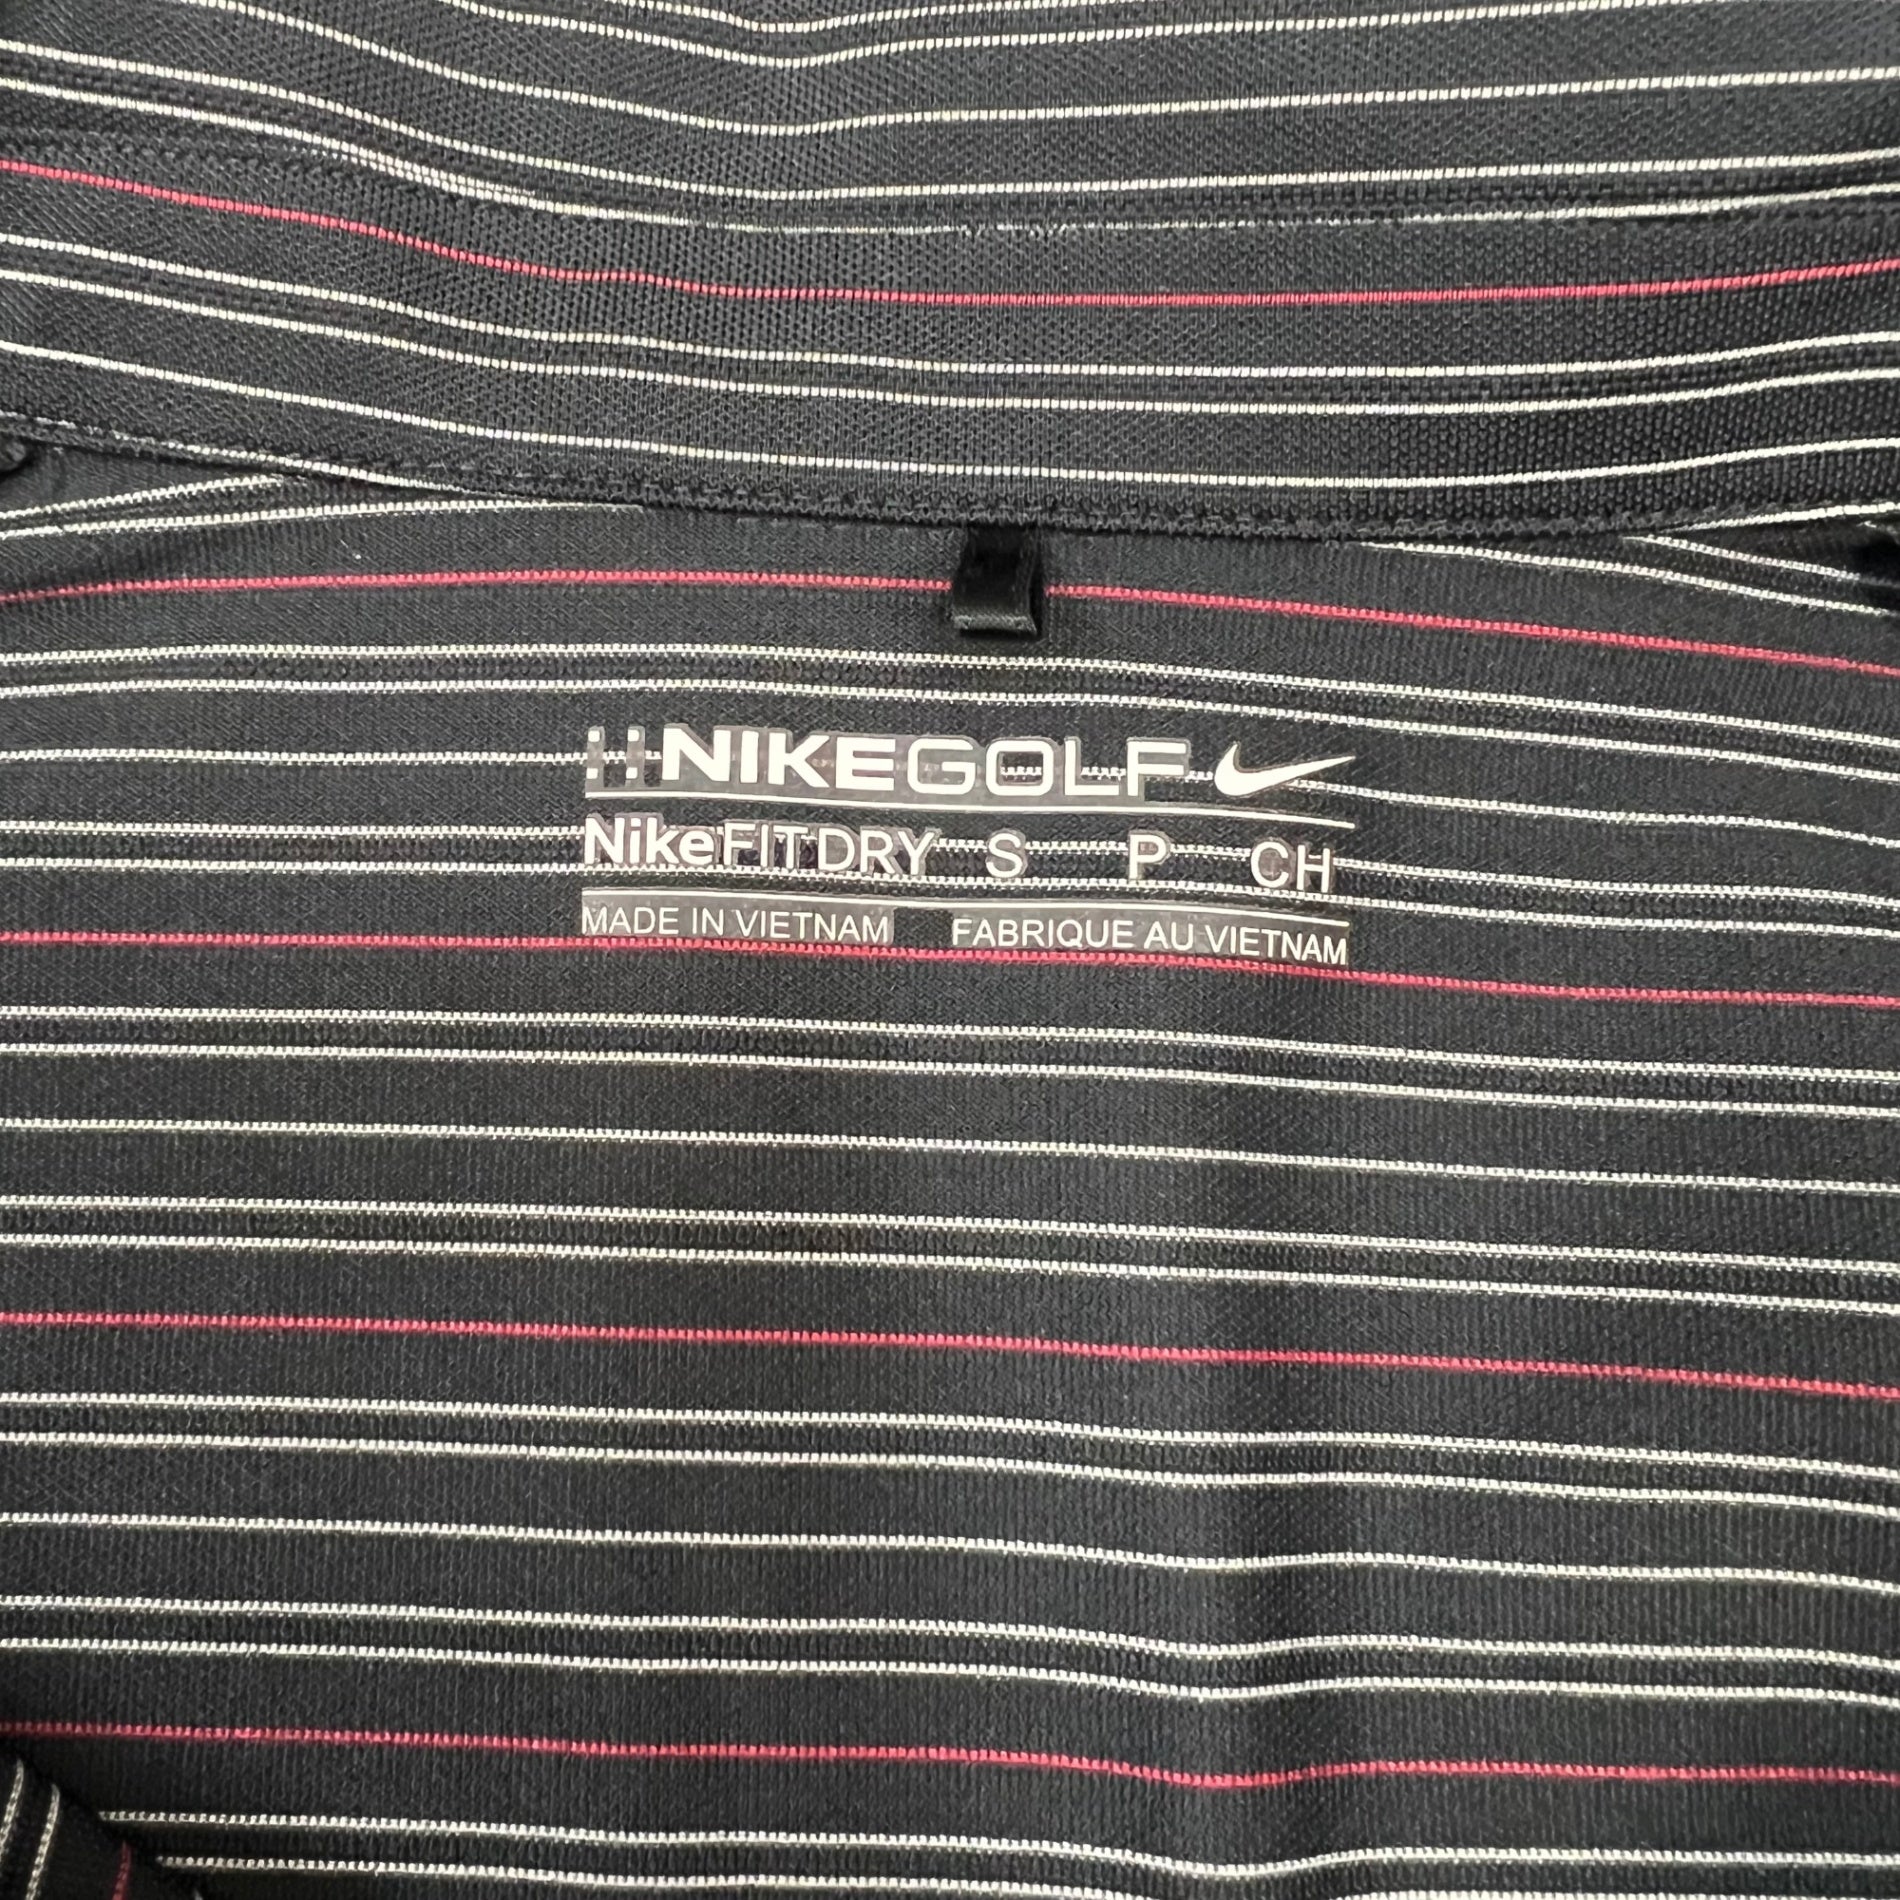 NIKEGOLF
NikeFITDRY S P CH
MADE IN VIETNAM FABRIQUE AU VIETNAM